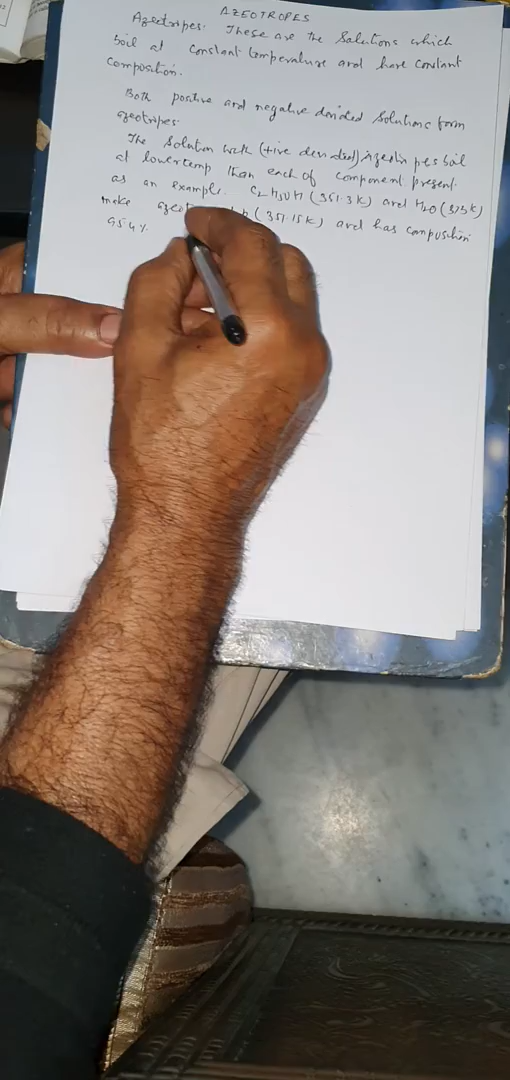 AZEOTROPES
Azeotropes. These are the Solutions which
boil at constant temperature and have constant
composition.
Both positive and negative deviated solutions form
azeotropes.
The Solution with (+ive deviated) azeotropes boil
at lower temp than each of component present.
as an example. C2H5OH (351.3K) and H2O (373K)
make (351.15K) and has composition
95.4%